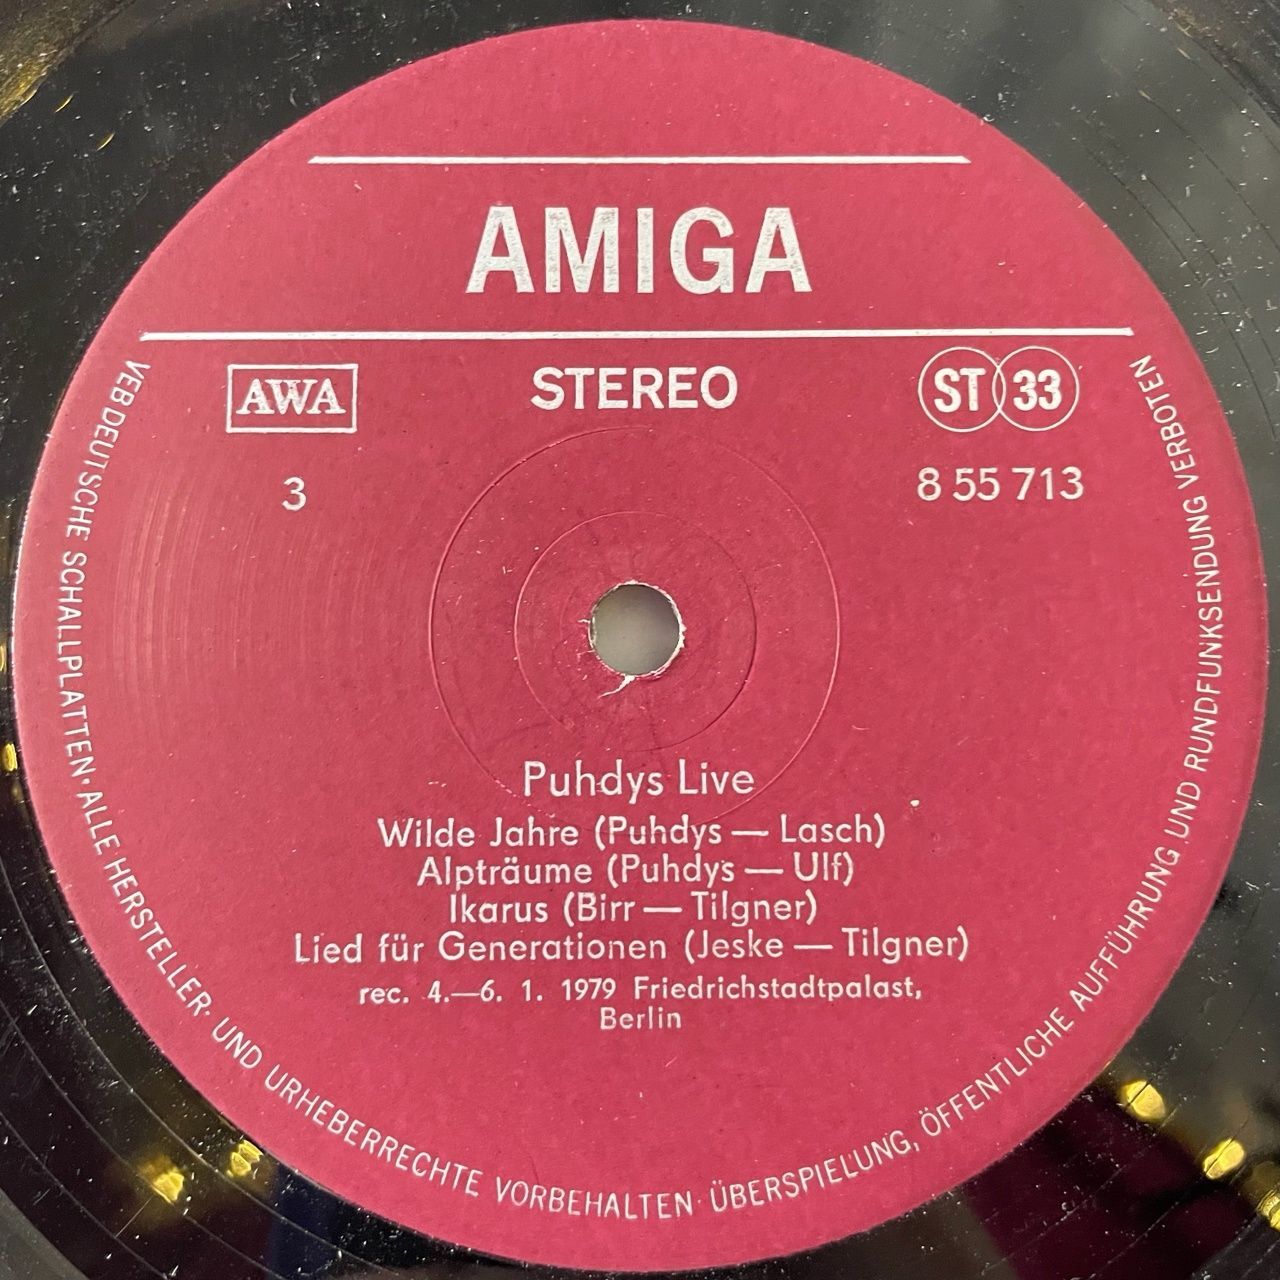 AMIGA
AWA
STEREO
ST 33
3
8 55 713
Puhdys Live
Wilde Jahre (Puhdys — Lasch)
Alpträume (Puhdys — Ulf)
Ikarus (Birr — Tilgner)
Lied für Generationen (Jeske — Tilgner)
rec. 4.—6. 1. 1979 Friedrichstadtpalast,
Berlin
VEB DEUTSCHE SCHALLPLATTEN · ALLE HERSTELLER- UND URHEBERRECHTE VORBEHALTEN · ÜBERSPIELUNG, ÖFFENTLICHE AUFFÜHRUNG UND RUNDFUNKSENDUNG VERBOTEN